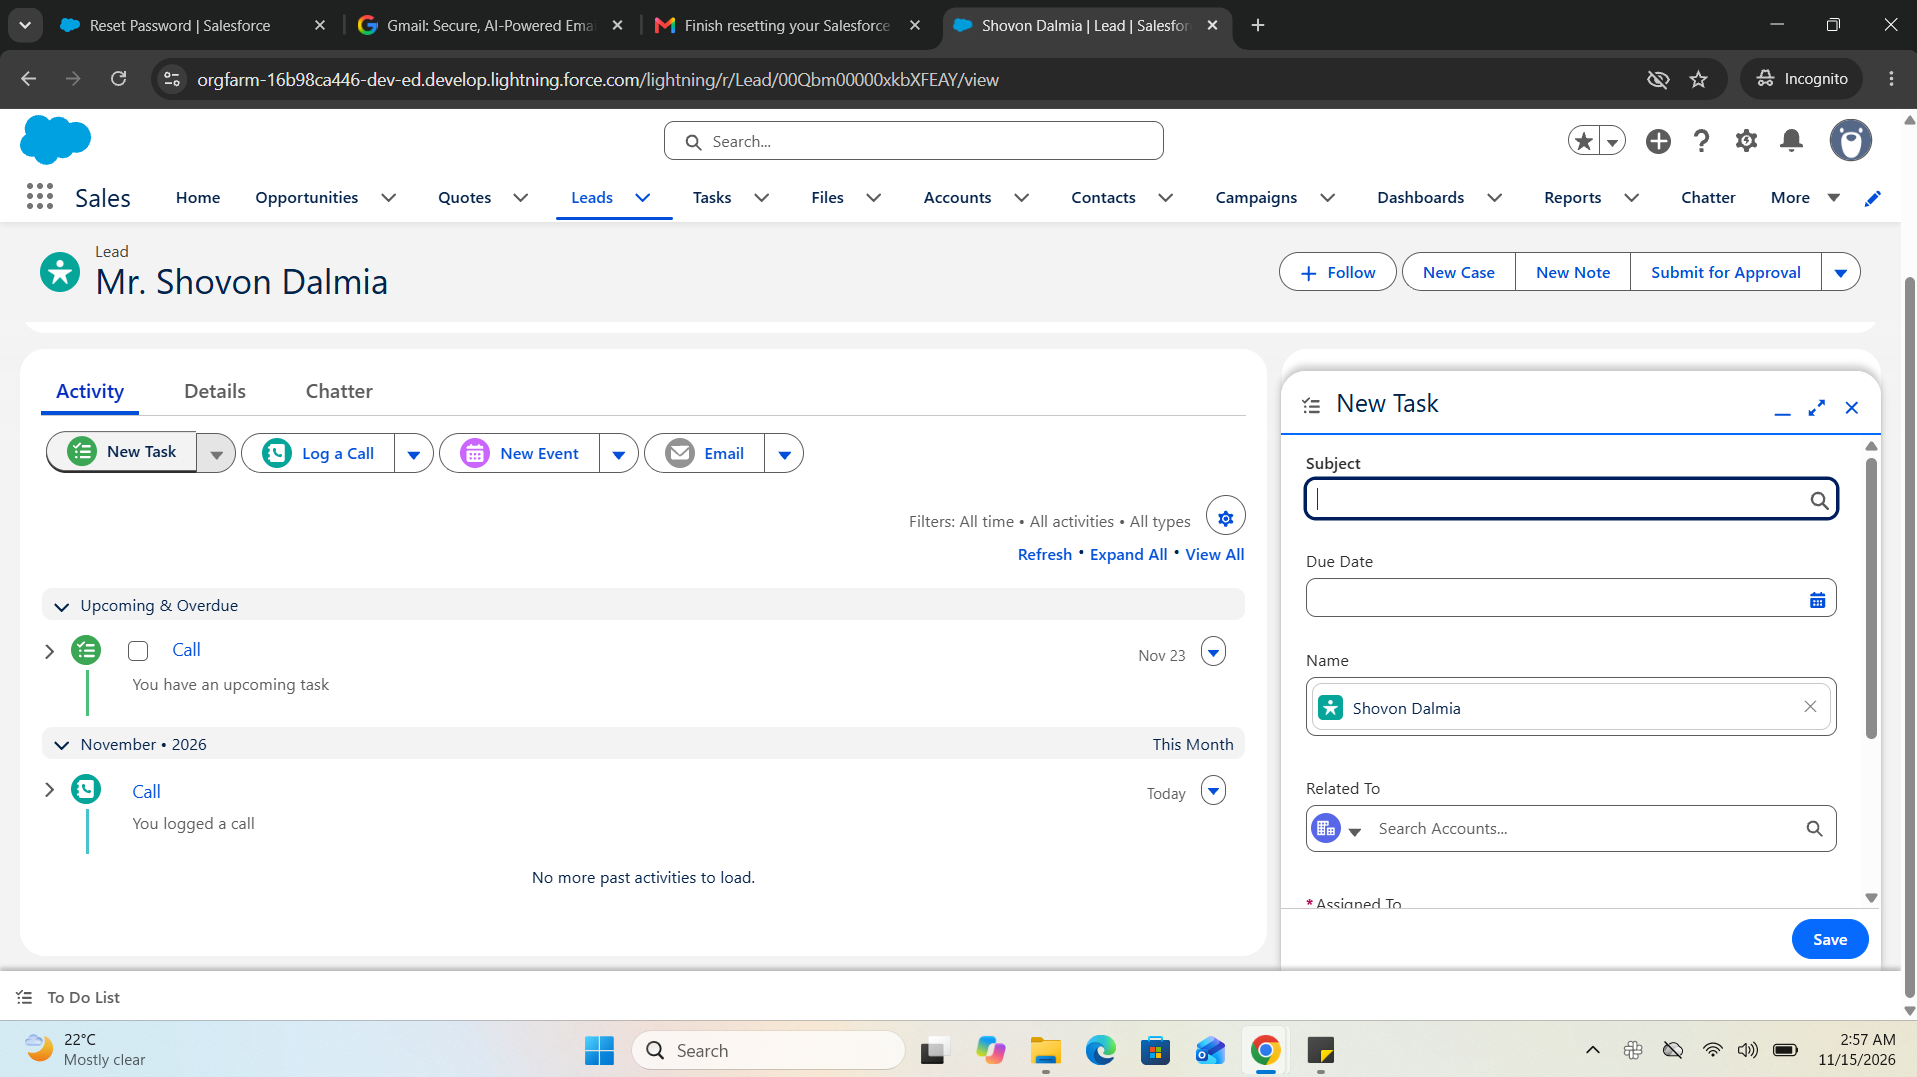 Reset Password | Salesforce
Gmail: Secure, AI-Powered Emai
Finish resetting your Salesforce
Shovon Dalmia | Lead | Salesfor
orgfarm-16b98ca446-dev-ed.develop.lightning.force.com/lightning/r/Lead/00Qbm00000xkbXFEAY/view
Incognito
Search...
Sales
Home
Opportunities
Quotes
Leads
Tasks
Files
Accounts
Contacts
Campaigns
Dashboards
Reports
Chatter
More
Lead
Mr. Shovon Dalmia
Follow
New Case
New Note
Submit for Approval
Activity
Details
Chatter
New Task
Log a Call
New Event
Email
Filters: All time • All activities • All types
Refresh • Expand All • View All
Upcoming & Overdue
Call
Nov 23
You have an upcoming task
November • 2026
This Month
Call
Today
You logged a call
No more past activities to load.
New Task
Subject
Due Date
Name
Shovon Dalmia
Related To
Search Accounts...
*Assigned To
Save
To Do List
22°C
Mostly clear
Search
2:57 AM
11/15/2026